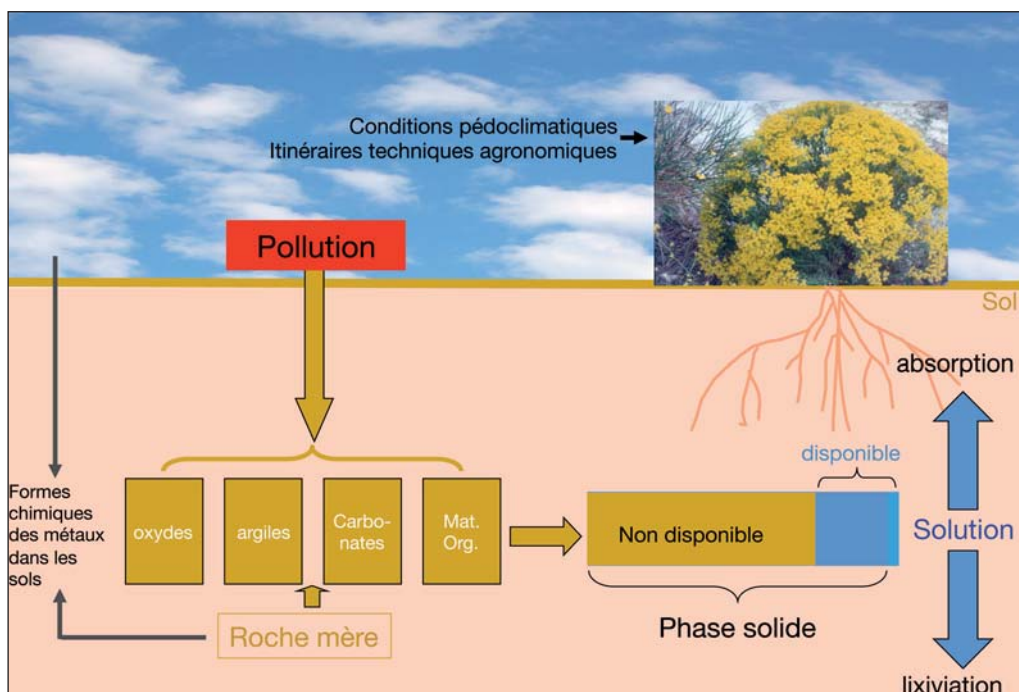 Conditions pédoclimatiques
Itinéraires techniques agronomiques
Pollution
Sol
absorption
disponible
Formes
chimiques
des métaux
dans les
sols
oxydes
argiles
Carbo-
nates
Mat.
Org.
Non disponible
Solution
Roche mère
Phase solide
lixiviation